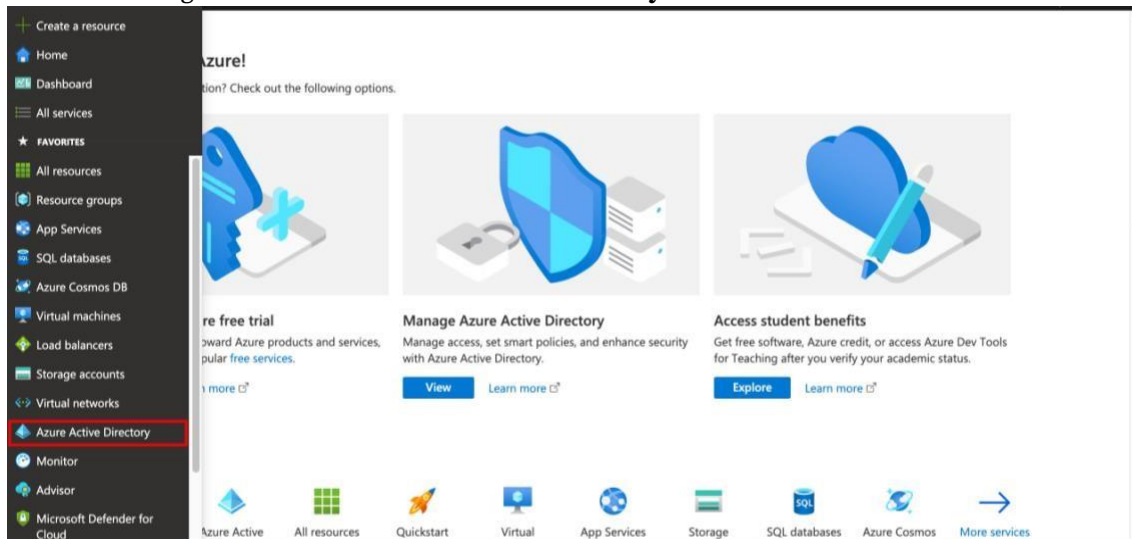 Create a resource
Home
Dashboard
All services
FAVORITES
All resources
Resource groups
App Services
SQL databases
Azure Cosmos DB
Virtual machines
Load balancers
Storage accounts
Virtual networks
Azure Active Directory
Monitor
Advisor
Microsoft Defender for
Cloud
Azure!
tion? Check out the following options.
re free trial
oward Azure products and services,
pular free services.
more
Manage Azure Active Directory
Manage access, set smart policies, and enhance security
with Azure Active Directory.
View Learn more
Access student benefits
Get free software, Azure credit, or access Azure Dev Tools
for Teaching after you verify your academic status.
Explore Learn more
SQL
Azure Active All resources Quickstart Virtual App Services Storage SQL databases Azure Cosmos More services